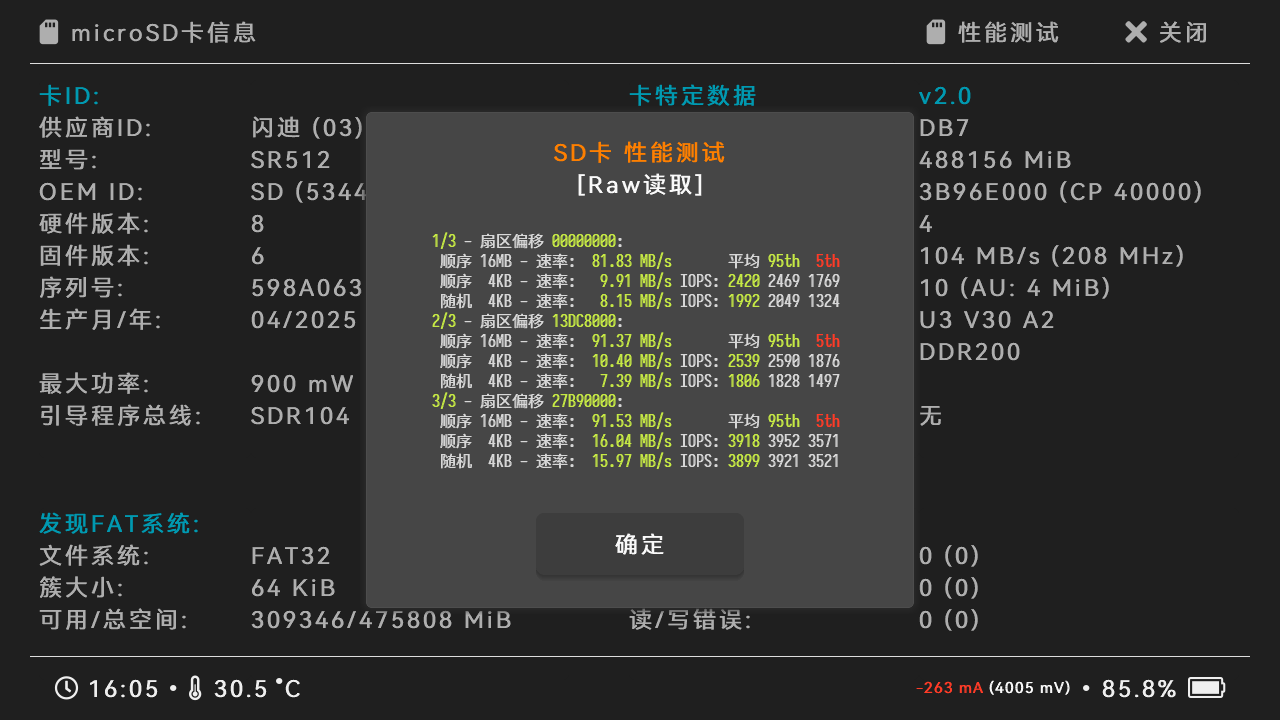 microSD卡信息 性能测试 关闭
卡ID: 卡特定数据 v2.0
供应商ID: 闪迪 (03) DB7
型号: SR512 488156 MiB
OEM ID: SD (5344 3B96E000 (CP 40000)
硬件版本: 8 4
固件版本: 6 104 MB/s (208 MHz)
序列号: 598A063 10 (AU: 4 MiB)
生产月/年: 04/2025 U3 V30 A2
DDR200
最大功率: 900 mW
引导程序总线: SDR104 无
SD卡 性能测试
[Raw读取]
1/3 - 扇区偏移 00000000:
顺序 16MB - 速率: 81.83 MB/s 平均 95th 5th
顺序 4KB - 速率: 9.91 MB/s IOPS: 2420 2469 1769
随机 4KB - 速率: 8.15 MB/s IOPS: 1992 2049 1324
2/3 - 扇区偏移 13DC8000:
顺序 16MB - 速率: 91.37 MB/s 平均 95th 5th
顺序 4KB - 速率: 10.40 MB/s IOPS: 2539 2590 1876
随机 4KB - 速率: 7.39 MB/s IOPS: 1806 1828 1497
3/3 - 扇区偏移 27B90000:
顺序 16MB - 速率: 91.53 MB/s 平均 95th 5th
顺序 4KB - 速率: 16.04 MB/s IOPS: 3918 3952 3571
随机 4KB - 速率: 15.97 MB/s IOPS: 3899 3921 3521
确定
发现FAT系统:
文件系统: FAT32 0 (0)
簇大小: 64 KiB 0 (0)
可用/总空间: 309346/475808 MiB 读/写错误: 0 (0)
16:05 • 30.5 °C -263 mA (4005 mV) • 85.8%